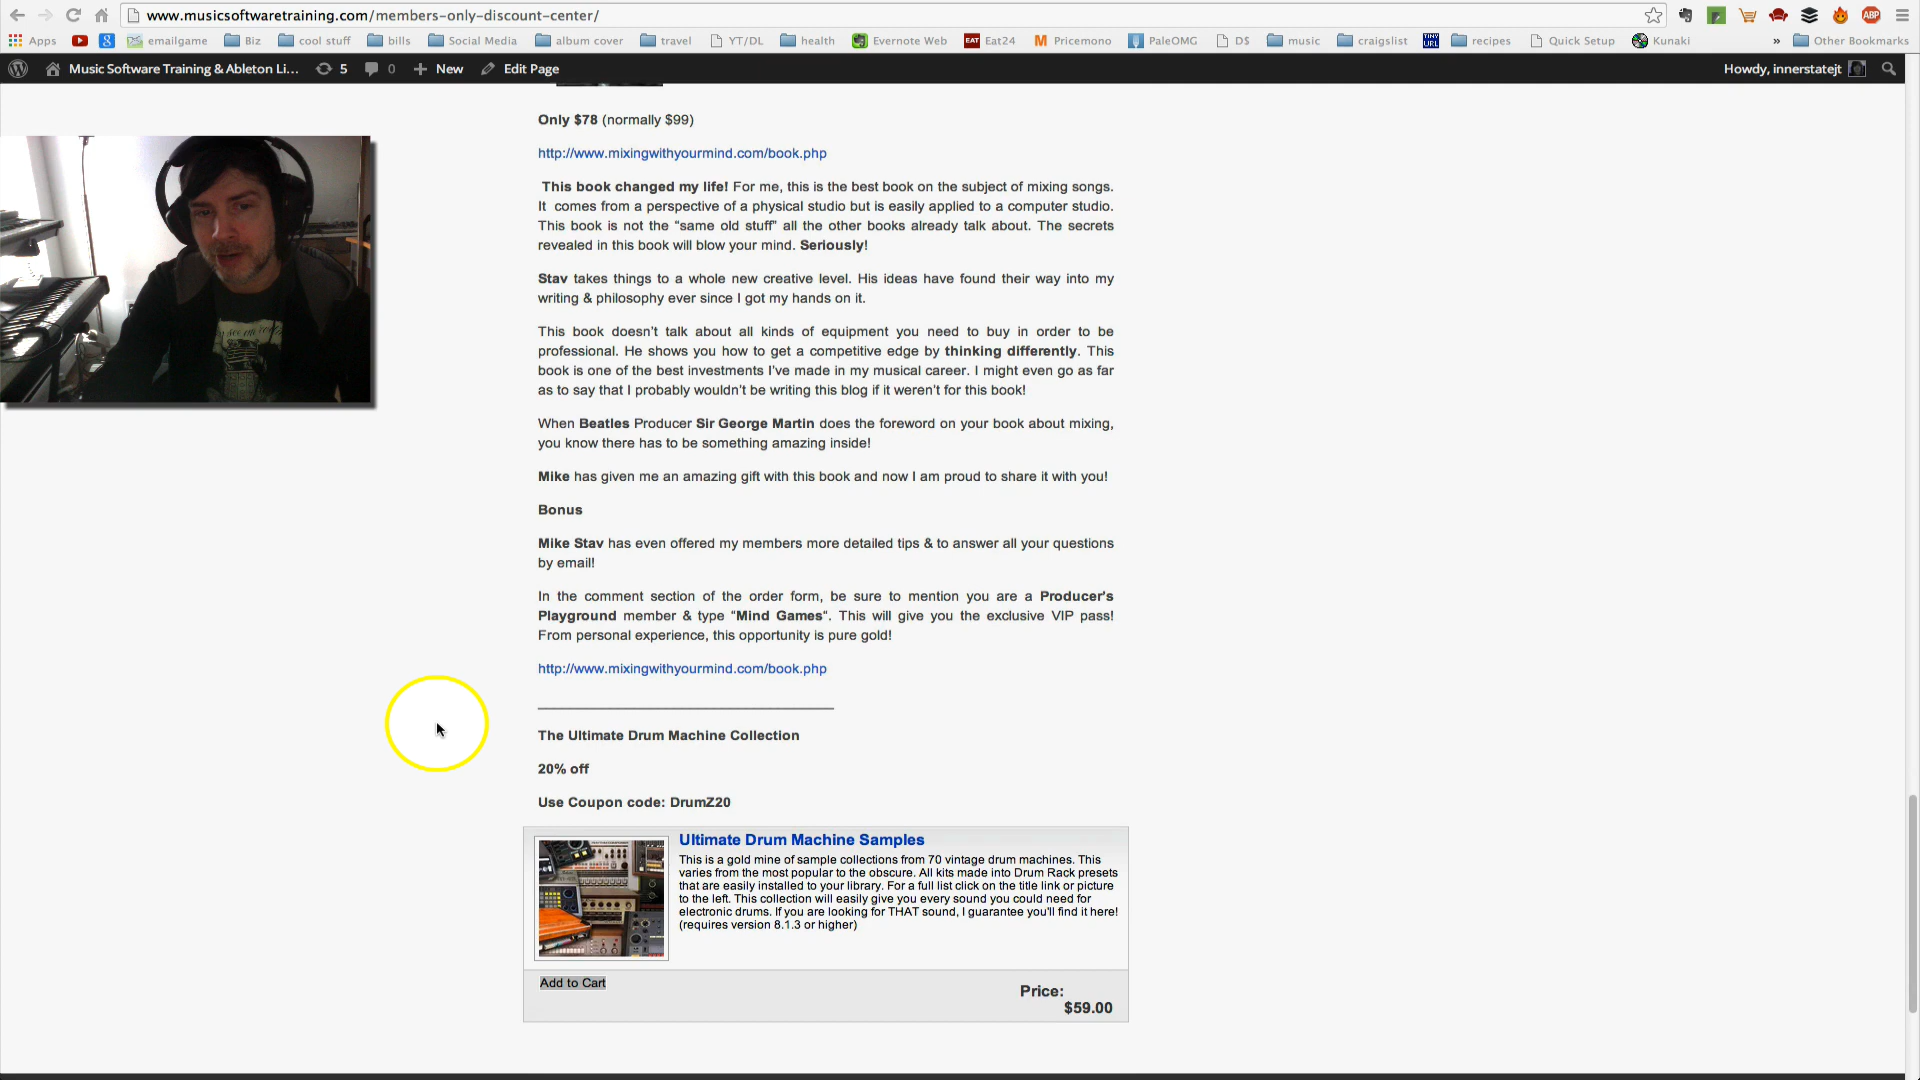 www.musicsoftwaretraining.com/members-only-discount-center/
ABP
Apps
emailgame
Biz
cool stuff
bills
Social Media
album cover
travel
YT/DL
health
Evernote Web
EAT
Eat24
Pricemono
PaleOMG
D$
music
craigslist
TINY
URL
recipes
Quick Setup
Kunaki
»
Other Bookmarks
Music Software Training & Ableton Li...
5
0
New
Edit Page
Howdy, innerstatejt
Only $78 (normally $99)
http://www.mixingwithyourmind.com/book.php
This book changed my life! For me, this is the best book on the subject of mixing songs.
It comes from a perspective of a physical studio but is easily applied to a computer studio.
This book is not the “same old stuff” all the other books already talk about. The secrets
revealed in this book will blow your mind. Seriously!
Stav takes things to a whole new creative level. His ideas have found their way into my
writing & philosophy ever since I got my hands on it.
This book doesn’t talk about all kinds of equipment you need to buy in order to be
professional. He shows you how to get a competitive edge by thinking differently. This
book is one of the best investments I’ve made in my musical career. I might even go as far
as to say that I probably wouldn’t be writing this blog if it weren’t for this book!
When Beatles Producer Sir George Martin does the foreword on your book about mixing,
you know there has to be something amazing inside!
Mike has given me an amazing gift with this book and now I am proud to share it with you!
Bonus
Mike Stav has even offered my members more detailed tips & to answer all your questions
by email!
In the comment section of the order form, be sure to mention you are a Producer's
Playground member & type “Mind Games“. This will give you the exclusive VIP pass!
From personal experience, this opportunity is pure gold!
http://www.mixingwithyourmind.com/book.php
The Ultimate Drum Machine Collection
20% off
Use Coupon code: DrumZ20
Ultimate Drum Machine Samples
This is a gold mine of sample collections from 70 vintage drum machines. This
varies from the most popular to the obscure. All kits made into Drum Rack presets
that are easily installed to your library. For a full list click on the title link or picture
to the left. This collection will easily give you every sound you could need for
electronic drums. If you are looking for THAT sound, I guarantee you'll find it here!
(requires version 8.1.3 or higher)
Add to Cart
Price:
$59.00